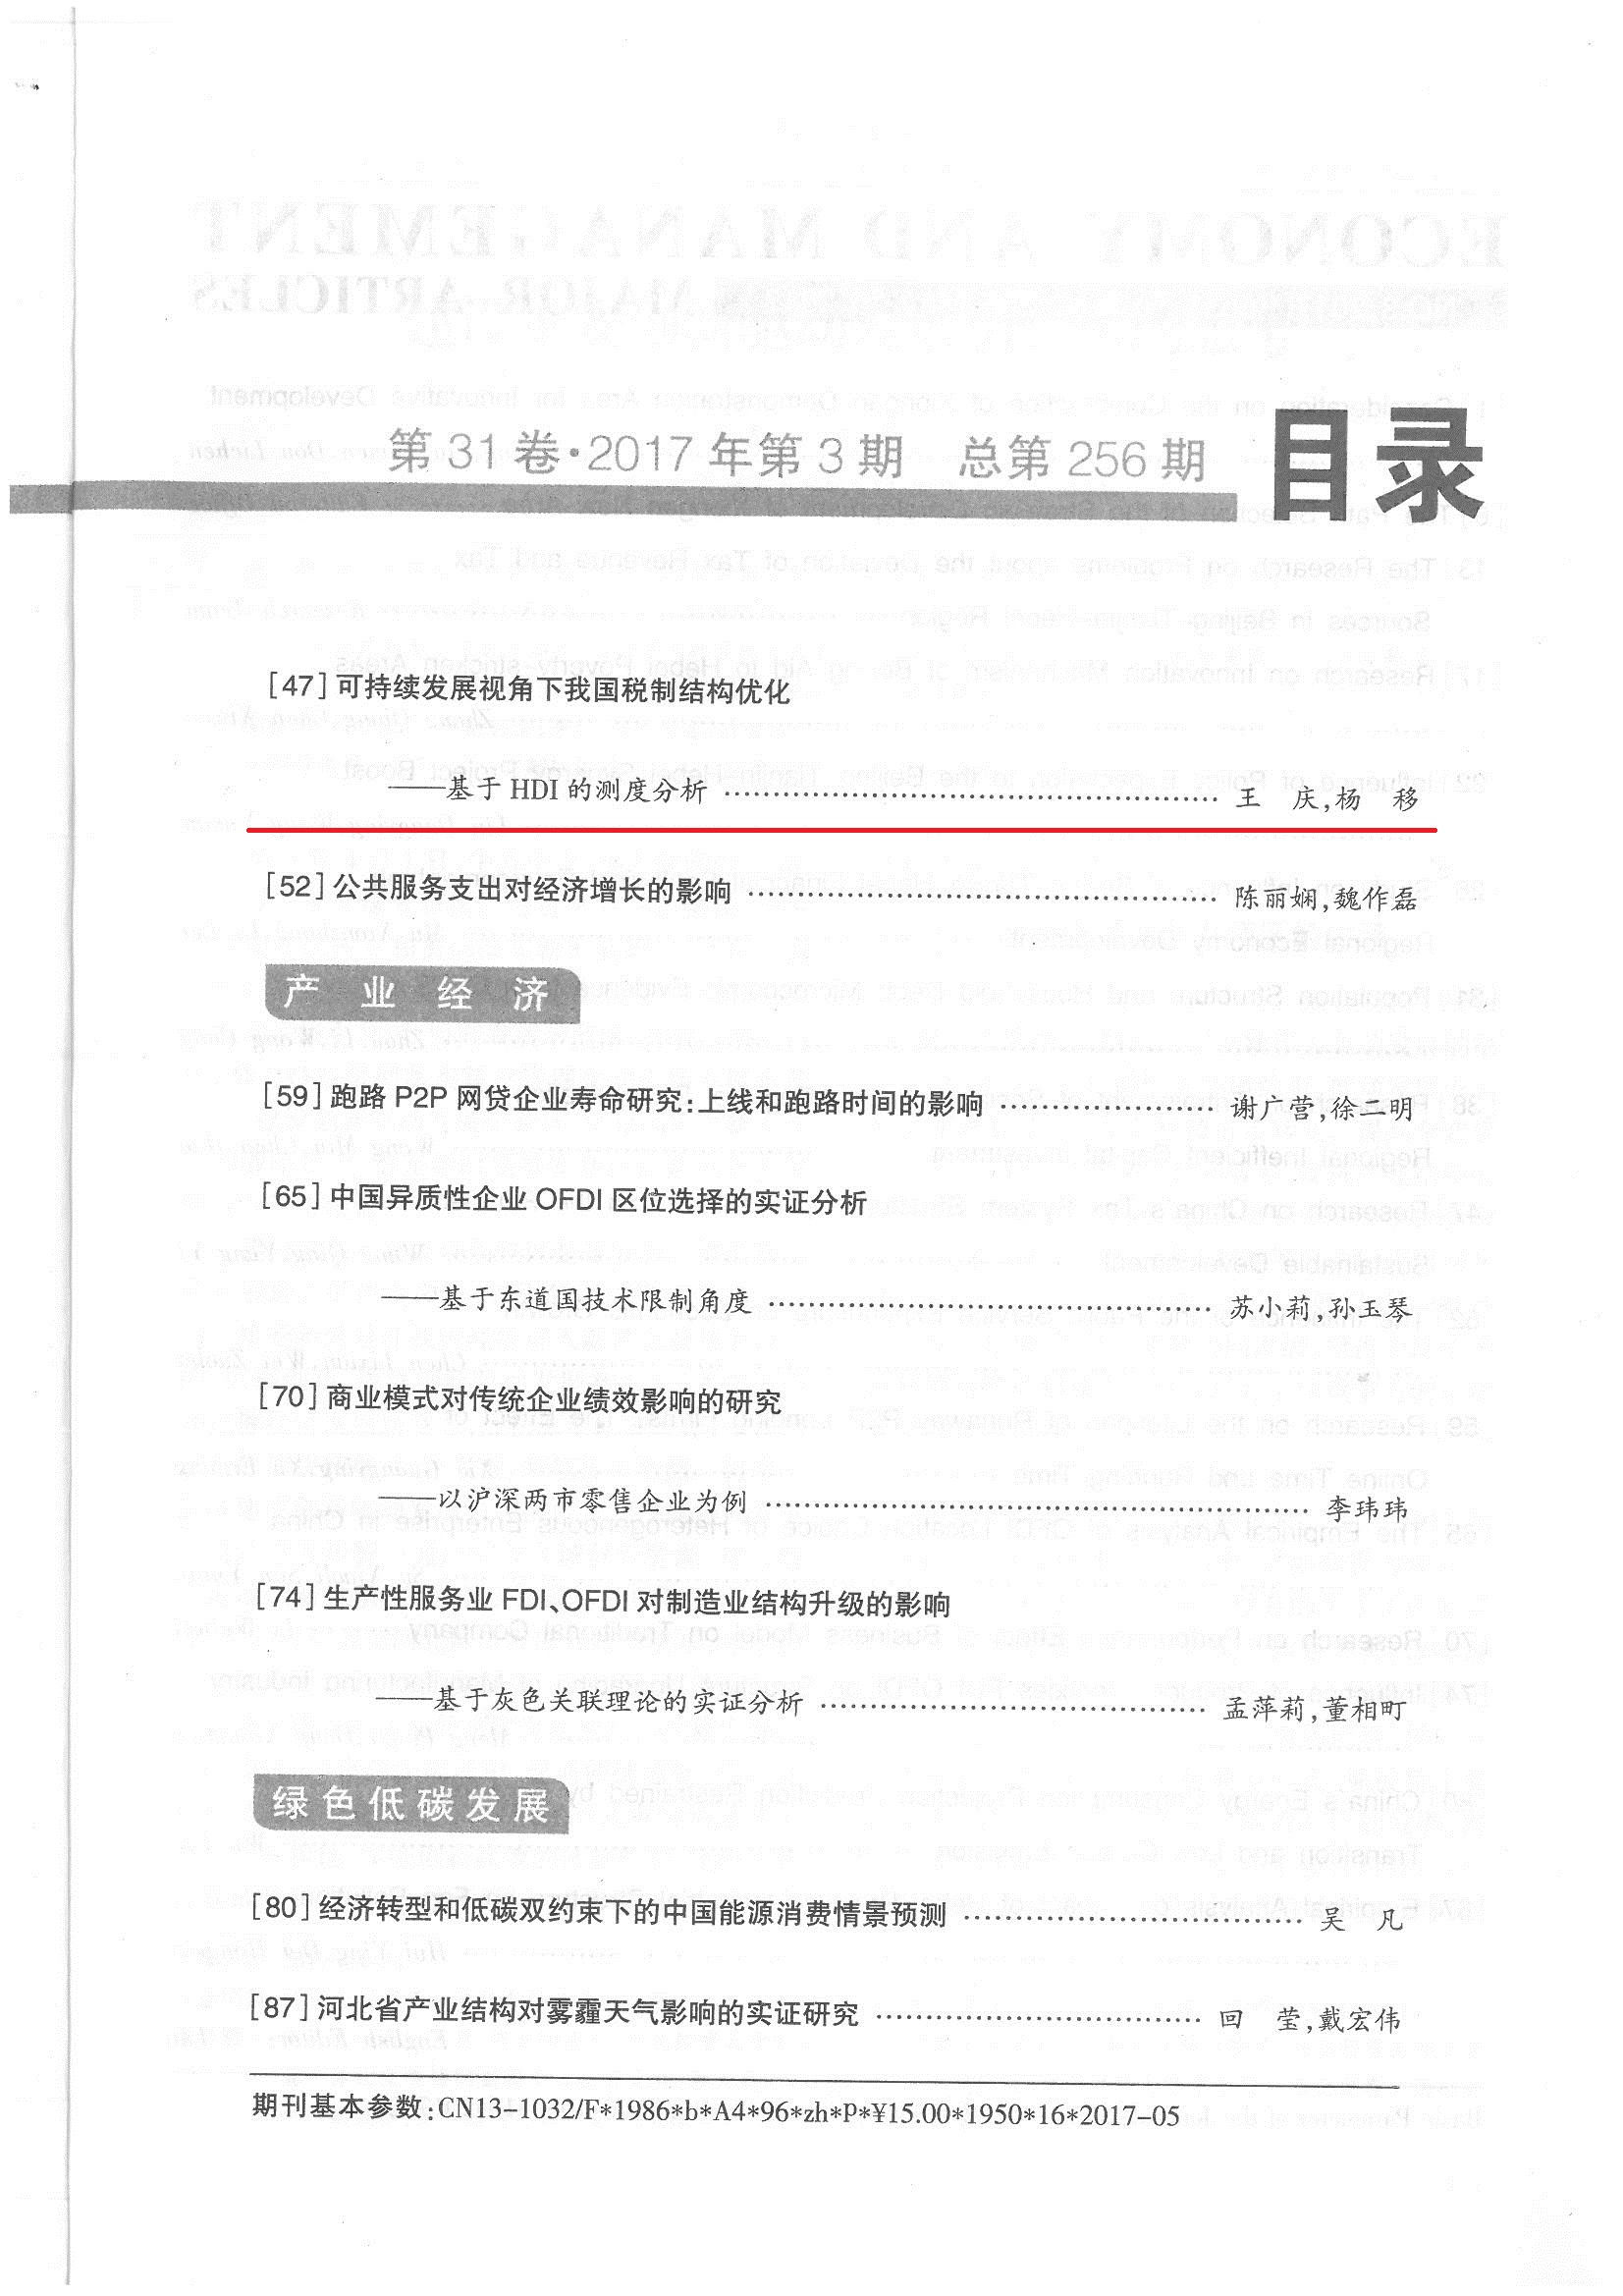 第31卷·2017年第3期 总第256期 目录
[47]可持续发展视角下我国税制结构优化
——基于HDI的测度分析 …………………………………………… 王 庆,杨 移
[52]公共服务支出对经济增长的影响 ………………………………………… 陈丽娴,魏作磊
产 业 经 济
[59]跑路P2P网贷企业寿命研究:上线和跑路时间的影响 ………………… 谢广营,徐二明
[65]中国异质性企业OFDI区位选择的实证分析
——基于东道国技术限制角度 ……………………………………… 苏小莉,孙玉琴
[70]商业模式对传统企业绩效影响的研究
——以沪深两市零售企业为例 ……………………………………………… 李玮玮
[74]生产性服务业FDI、OFDI对制造业结构升级的影响
——基于灰色关联理论的实证分析 ………………………………… 孟萍莉,董相町
绿色低碳发展
[80]经济转型和低碳双约束下的中国能源消费情景预测 …………………………… 吴 凡
[87]河北省产业结构对雾霾天气影响的实证研究 …………………………… 回 莹,戴宏伟
期刊基本参数:CN13-1032/F*1986*b*A4*96*zh*P*¥15.00*1950*16*2017-05